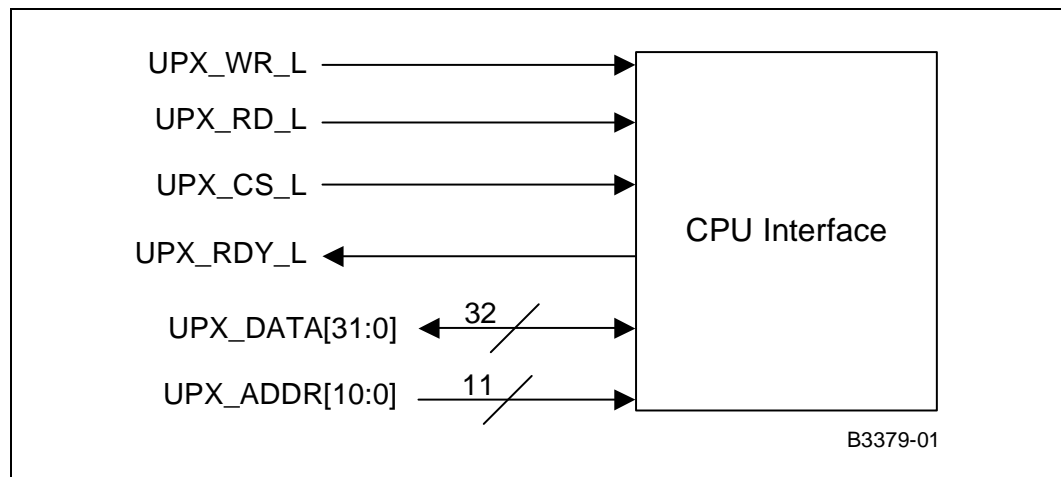 UPX_WR_L
UPX_RD_L
UPX_CS_L
CPU Interface
UPX_RDY_L
UPX_DATA[31:0]
32
UPX_ADDR[10:0]
11
B3379-01